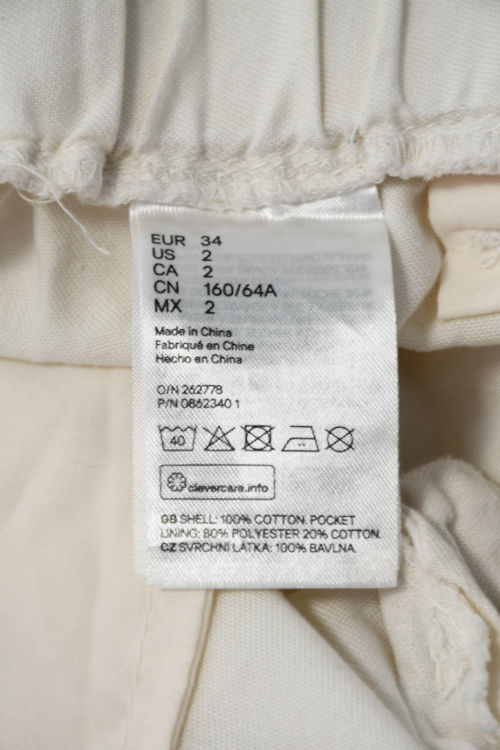 EUR 34
US 2
CA 2
CN 160/64A
MX 2
Made in China
Fabriqué en Chine
Hecho en China
O/N 262778
P/N 0862340 1
40
clevercare.info
GB SHELL: 100% COTTON. POCKET
LINING: 80% POLYESTER 20% COTTON.
CZ SVRCHNÍ LÁTKA: 100% BAVLNA.